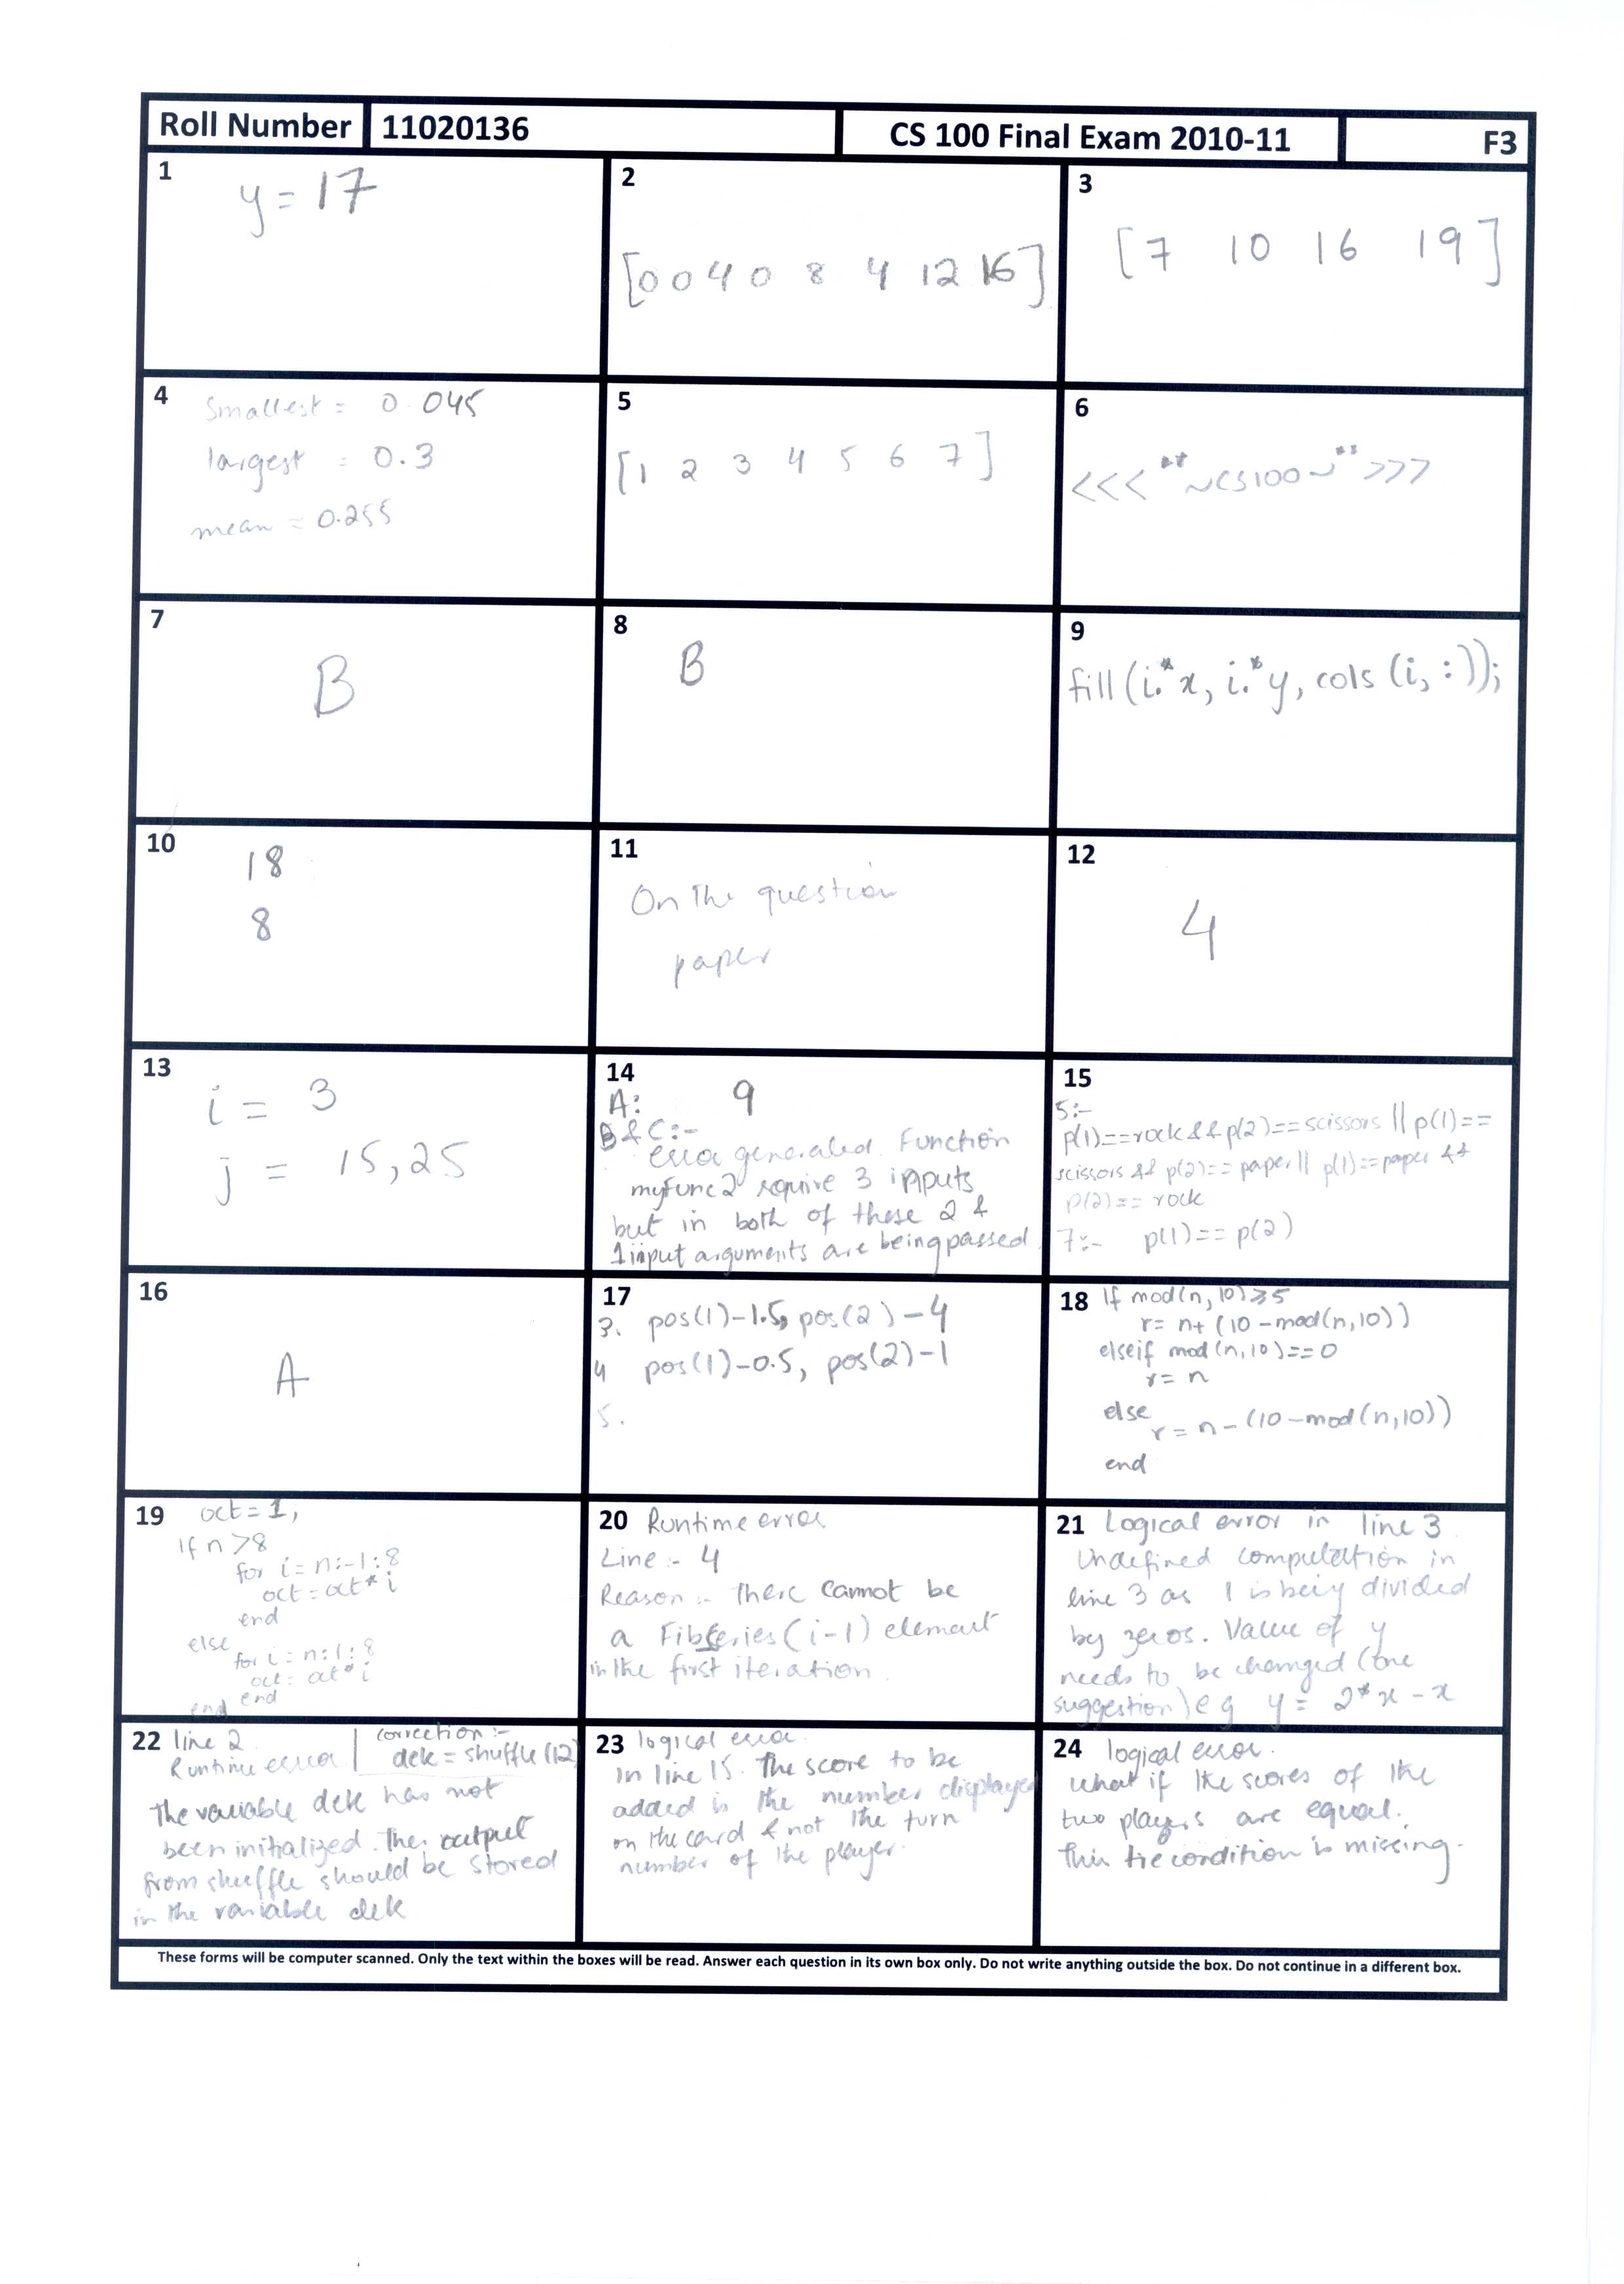 Roll Number 11020136 CS 100 Final Exam 2010-11 F3
1
y = 17
2
[0 0 4 0 8 4 12 16]
3
[7 10 16 19]
4
Smallest = 0.045
largest = 0.3
mean = 0.255
5
[1 2 3 4 5 6 7]
6
<<<**~CS100~**>>>
7
B
8
B
9
fill(i.*x, i.*y, cols(i,:));
10
18
8
11
On the question
paper
12
4
13
i = 3
j = 15,25
14
A: 9
B & C:-
error generated. Function
myfunc2 require 3 inputs
but in both of these 2 &
1 input arguments are being passed.
15
5:-
p(1)==rock && p(2)==scissors || p(1)==
scissors && p(2)==paper || p(1)==paper &&
p(2)== rock
7:- p(1)== p(2)
16
A
17
3. pos(1)-1.5, pos(2)-4
4 pos(1)-0.5, pos(2)-1
5.
18 If mod(n,10)≥5
r= n+ (10-mod(n,10))
elseif mod(n,10)==0
r= n
else
r = n-(10-mod(n,10))
end
19 oct=1,
If n>8
for i=n:-1:8
oct=oct*i
end
else
for i=n:1:8
oct=oct*i
end
end
20 Runtime error
Line:- 4
Reason:- There cannot be
a FibSeries(i-1) element
in the first iteration.
21 Logical error in line 3
Undefined computation in
line 3 as 1 is being divided
by zeros. Value of y
needs to be changed (one
suggestion) eg y = 2*x-x
22 line 2
Runtime error
correction:-
dek=shuffle(12)
The variable dek has not
been initialized. The output
from shuffle should be stored
in the variable dek
23 logical error.
In line 15. The score to be
added is the number displayed
on the card & not the turn
number of the player.
24 logical error.
what if the scores of the
two players are equal.
This tie condition is missing.
These forms will be computer scanned. Only the text within the boxes will be read. Answer each question in its own box only. Do not write anything outside the box. Do not continue in a different box.